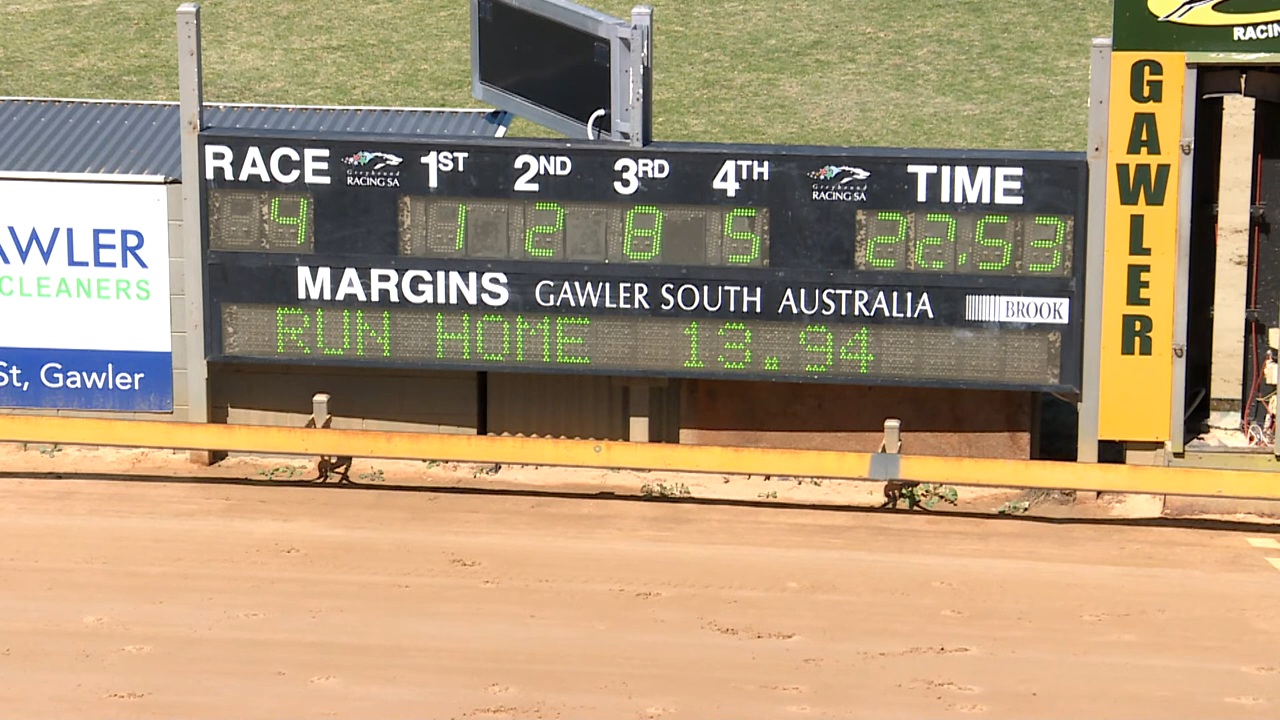 RACING
GAWLER
RACE Greyhound RACING SA 1ST 2ND 3RD 4TH Greyhound RACING SA TIME
4 1 2 8 5 22.53
MARGINS GAWLER SOUTH AUSTRALIA BROOK
RUN HOME 13.94
AWLER
CLEANERS
St, Gawler